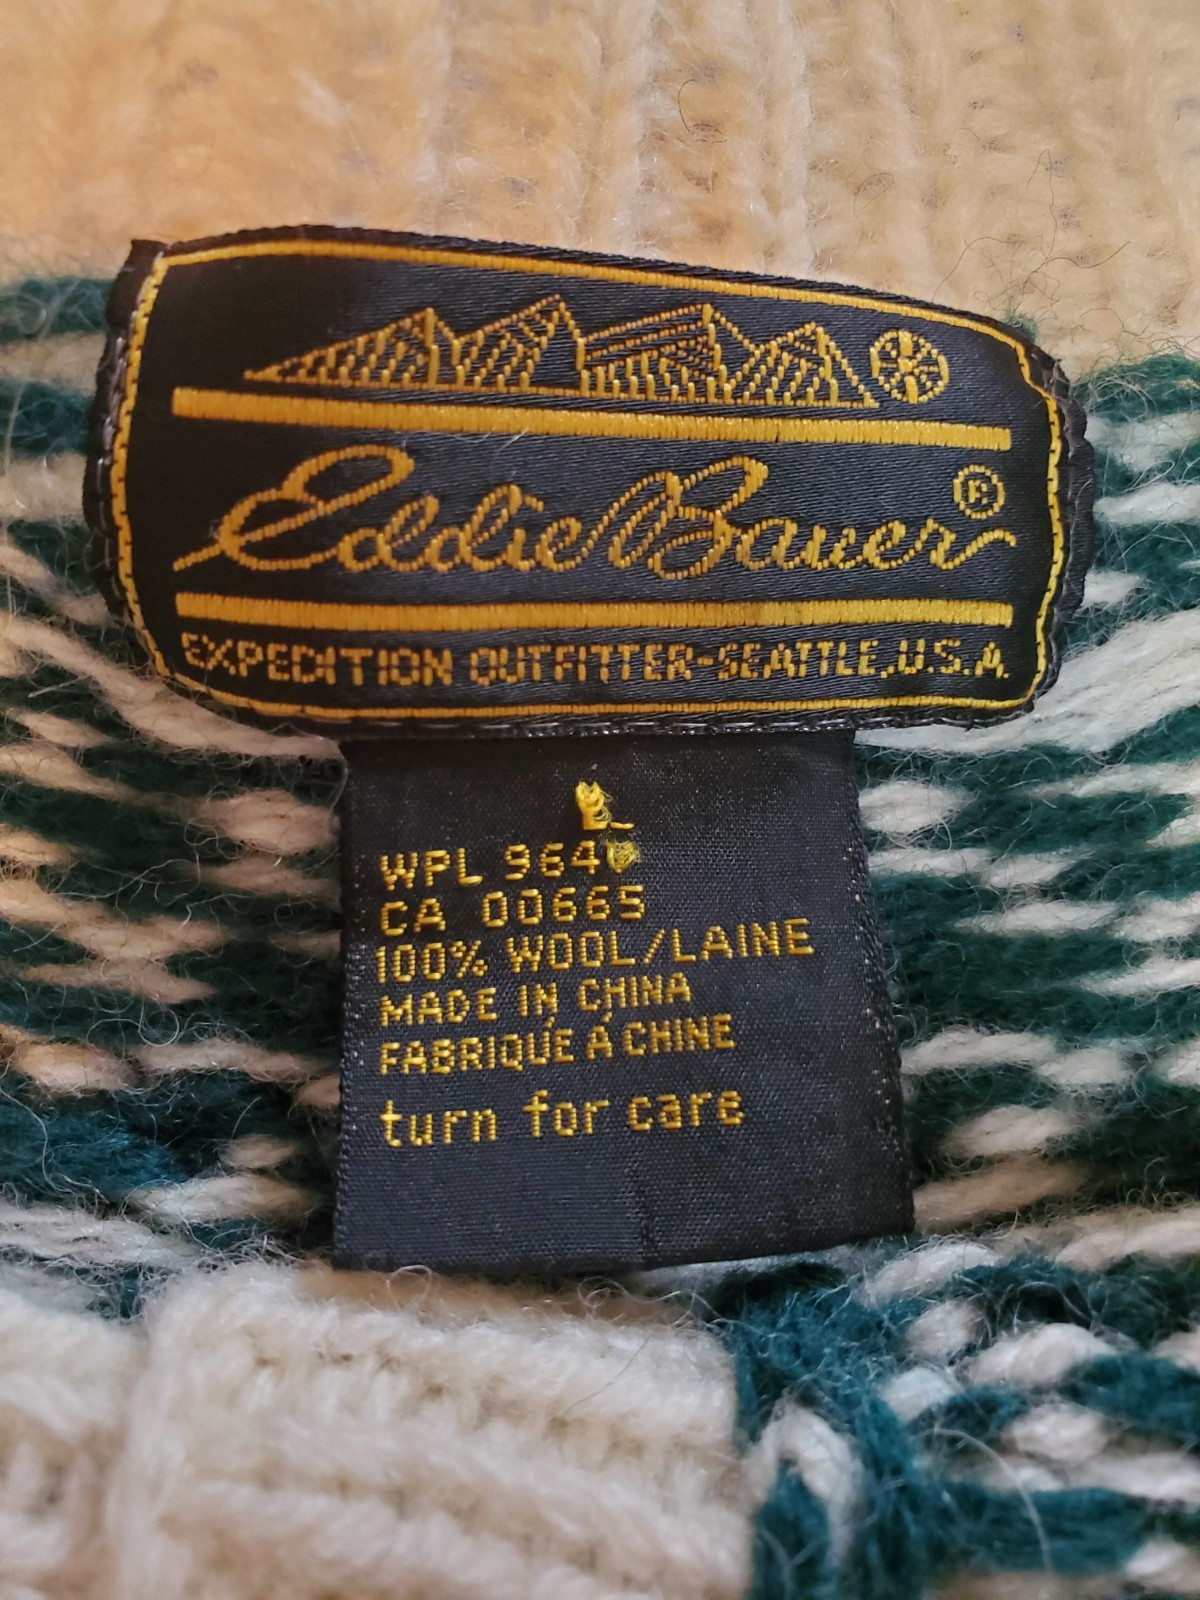 Eddie Bauer®
EXPEDITION OUTFITTER-SEATTLE,U.S.A.
L
WPL 964
CA 00665
100% WOOL/LAINE
MADE IN CHINA
FABRIQUÉ À CHINE
turn for care